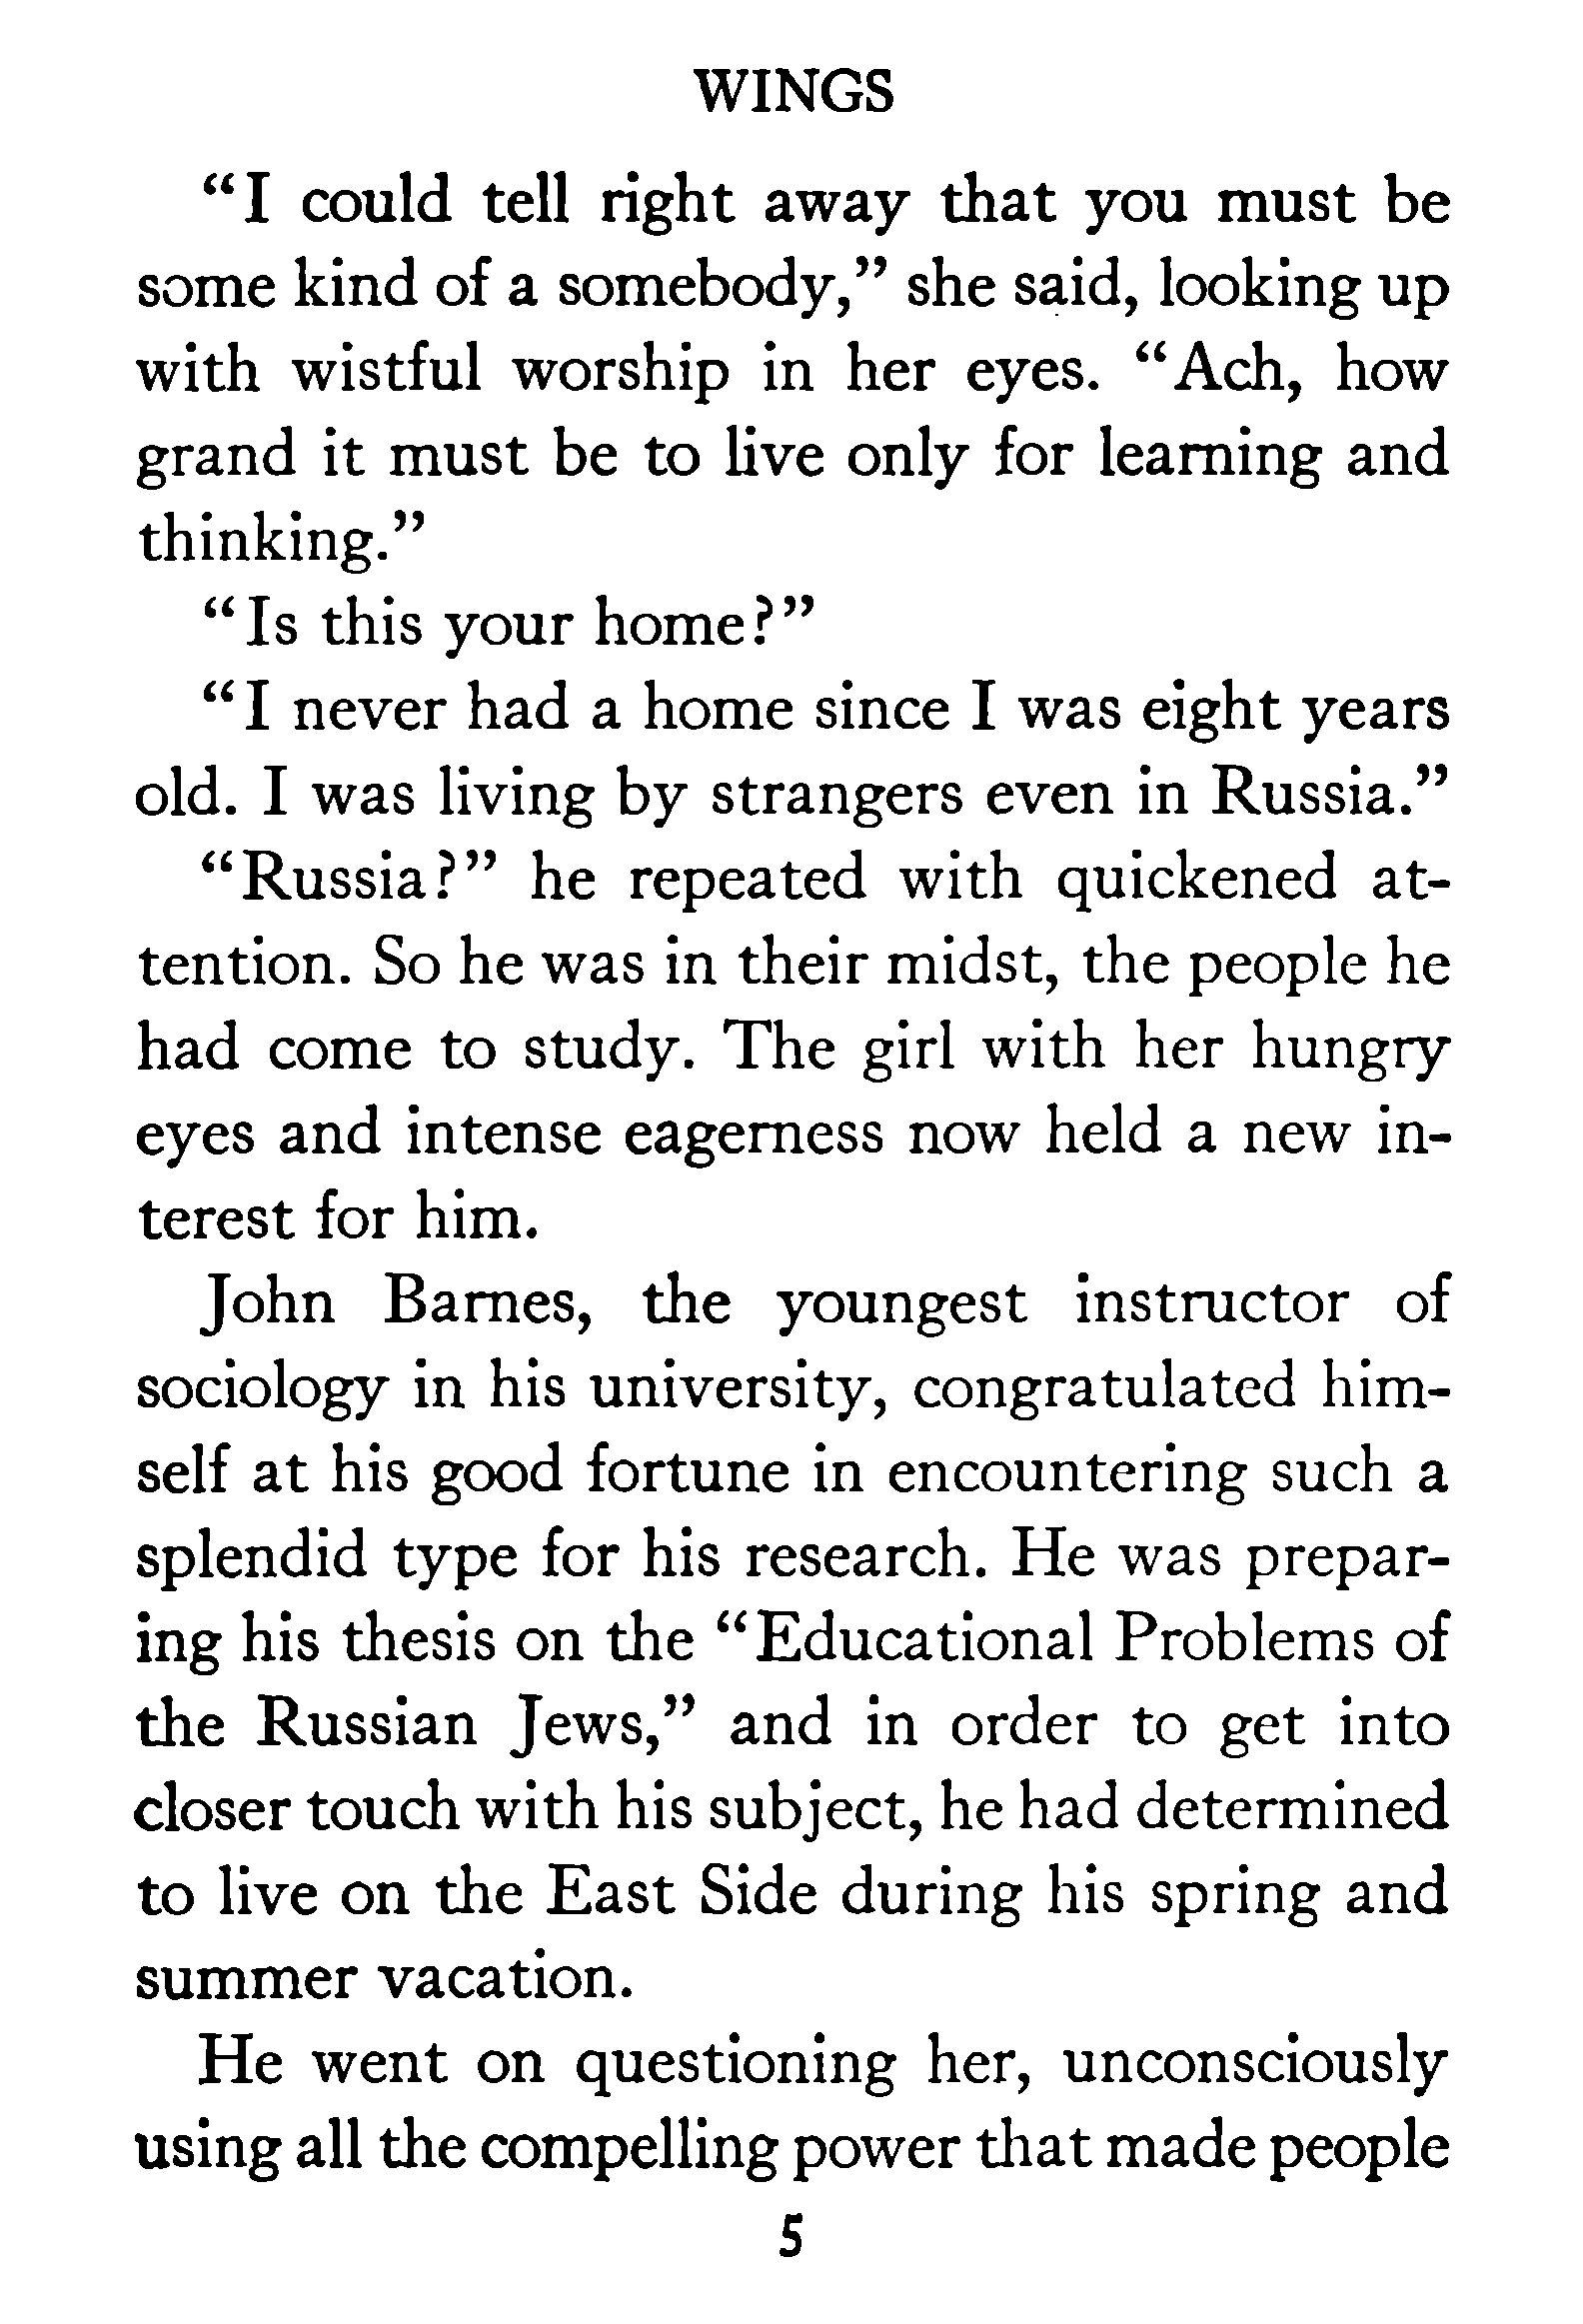 WINGS
“I could tell right away that you must be
some kind of a somebody,” she said, looking up
with wistful worship in her eyes. “Ach, how
grand it must be to live only for learning and
thinking.”
“Is this your home?”
“I never had a home since I was eight years
old. I was living by strangers even in Russia.”
“Russia?” he repeated with quickened at-
tention. So he was in their midst, the people he
had come to study. The girl with her hungry
eyes and intense eagerness now held a new in-
terest for him.
John Barnes, the youngest instructor of
sociology in his university, congratulated him-
self at his good fortune in encountering such a
splendid type for his research. He was prepar-
ing his thesis on the “Educational Problems of
the Russian Jews,” and in order to get into
closer touch with his subject, he had determined
to live on the East Side during his spring and
summer vacation.
He went on questioning her, unconsciously
using all the compelling power that made people
5